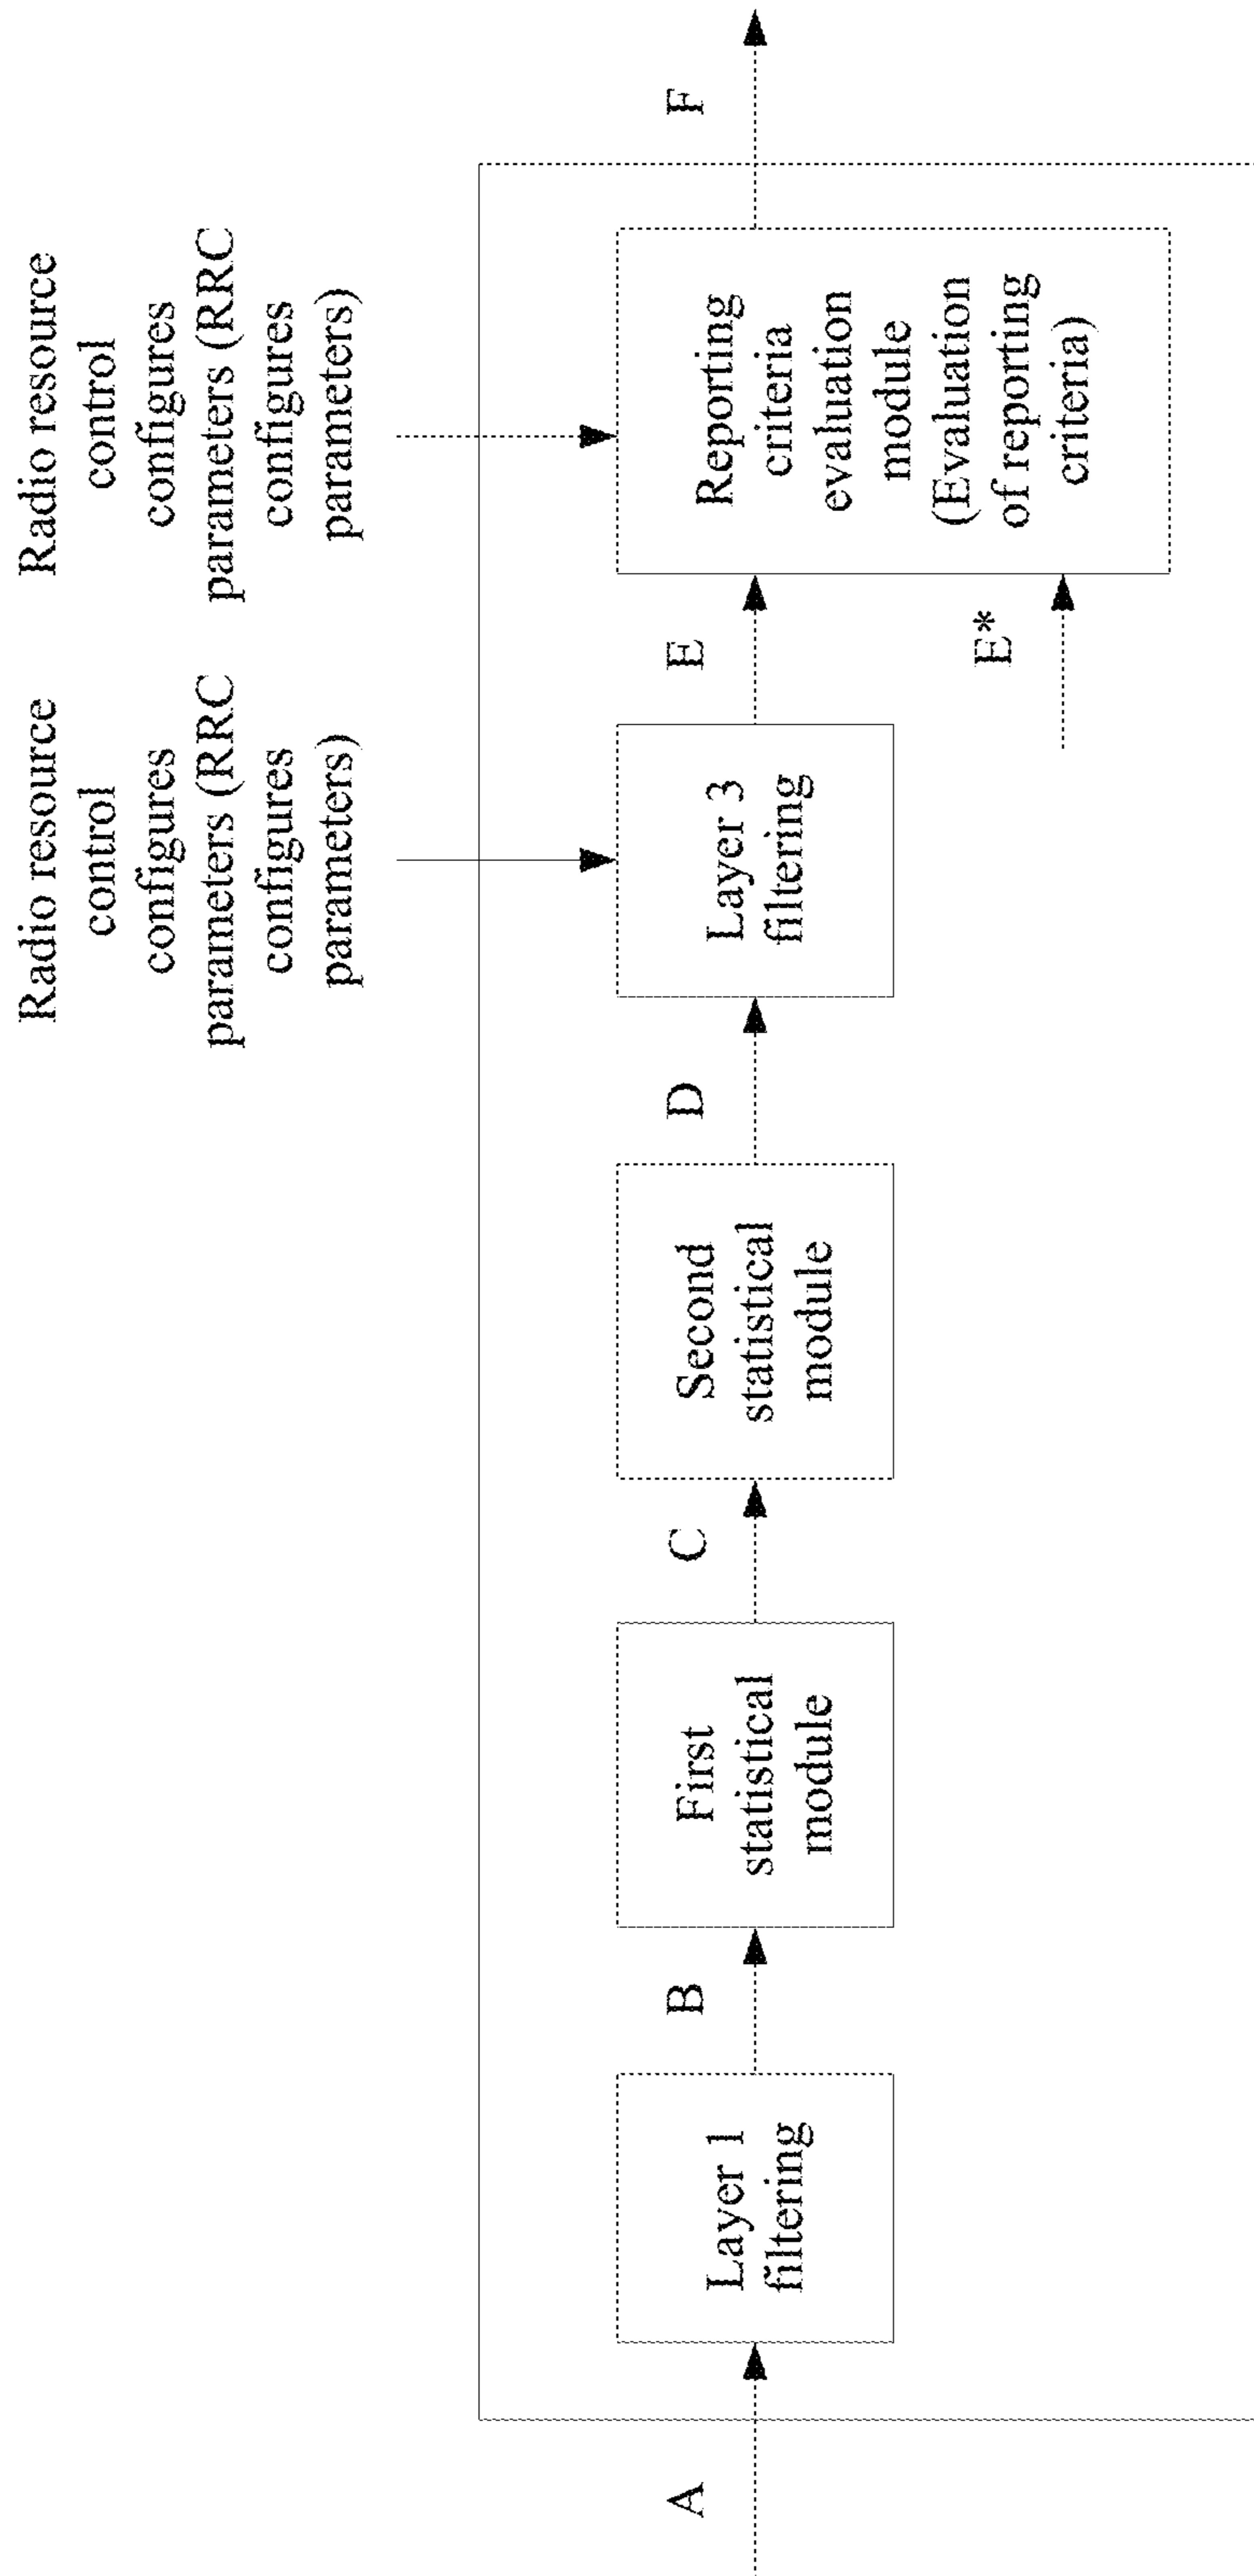 Radio resource
control
configures
parameters (RRC
configures
parameters)
Radio resource
control
configures
parameters (RRC
configures
parameters)
A
Layer 1
filtering
B
First
statistical
module
C
Second
statistical
module
D
Layer 3
filtering
E
E*
Reporting
criteria
evaluation
module
(Evaluation
of reporting
criteria)
F